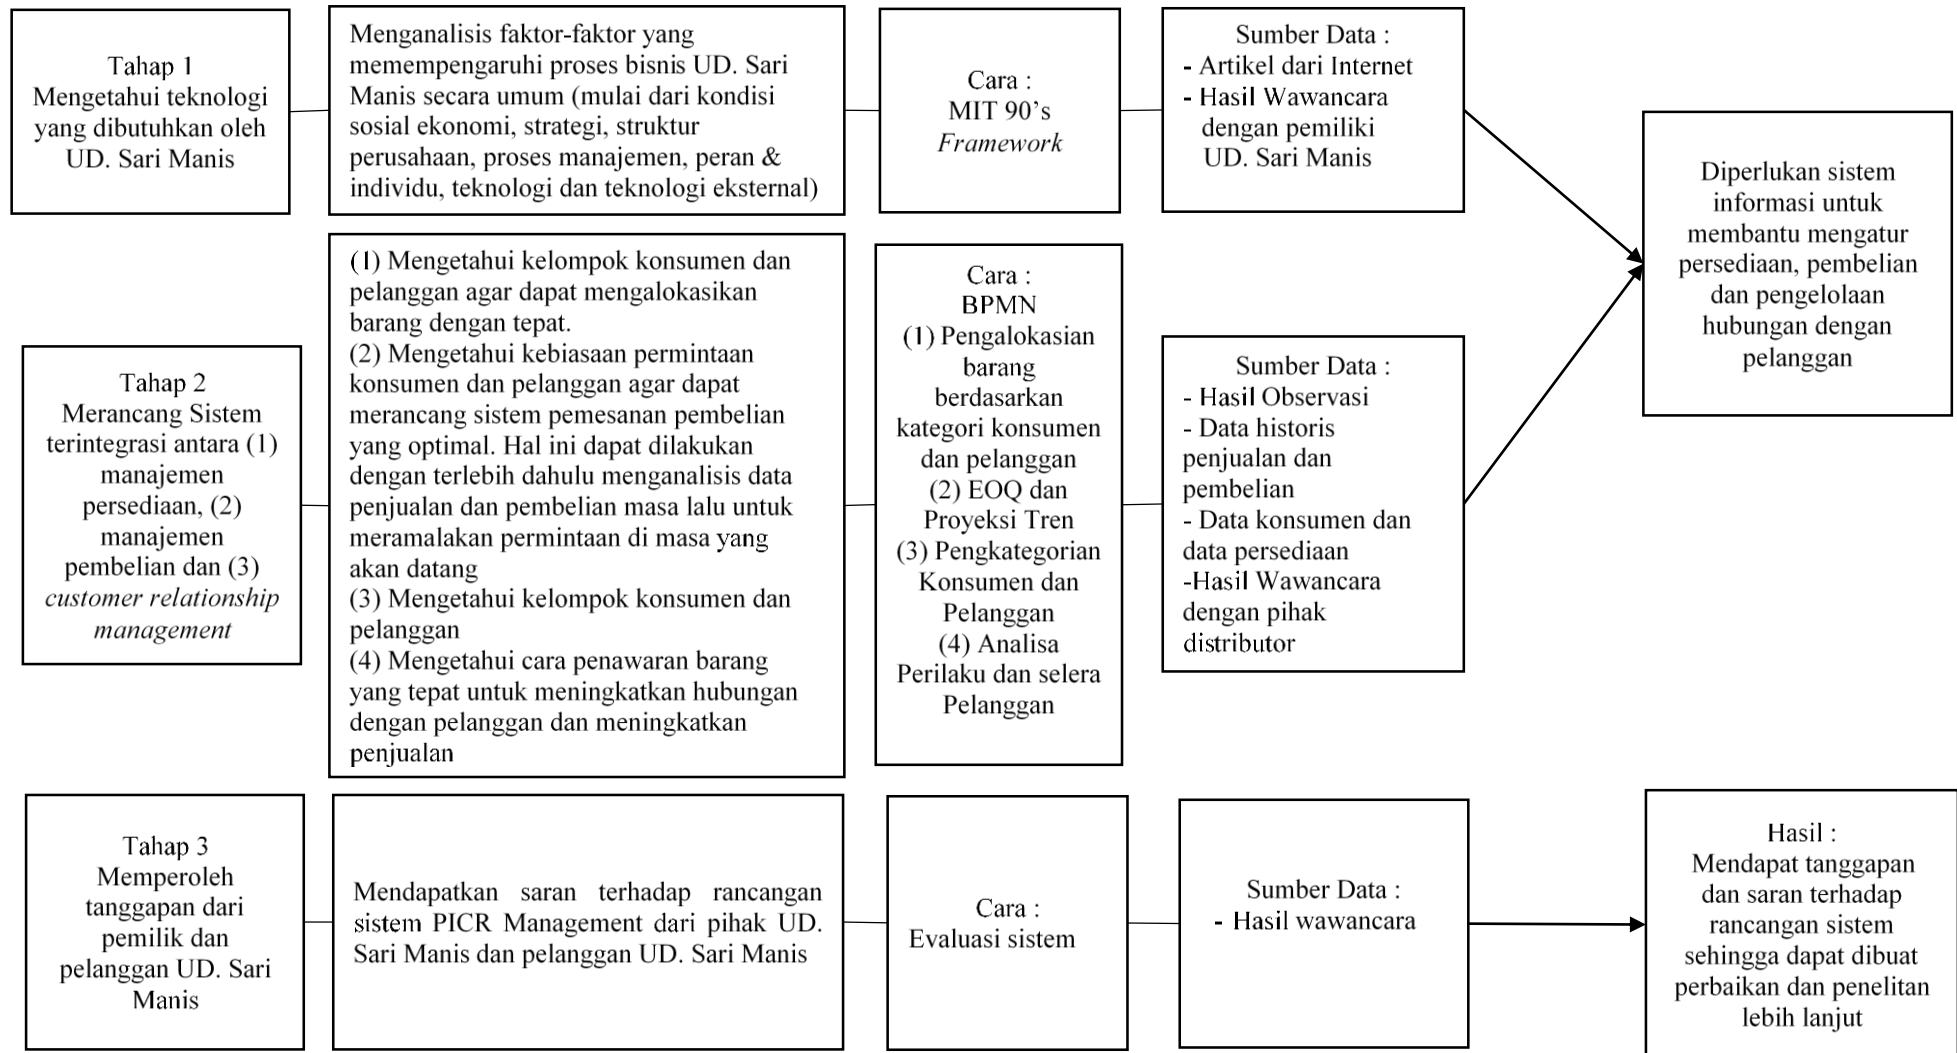 Tahap 1
Mengetahui teknologi
yang dibutuhkan oleh
UD. Sari Manis
Menganalisis faktor-faktor yang
memempengaruhi proses bisnis UD. Sari
Manis secara umum (mulai dari kondisi
sosial ekonomi, strategi, struktur
perusahaan, proses manajemen, peran &
individu, teknologi dan teknologi eksternal)
Cara :
MIT 90’s
Framework
Sumber Data :
- Artikel dari Internet
- Hasil Wawancara
dengan pemiliki
UD. Sari Manis
Diperlukan sistem
informasi untuk
membantu mengatur
persediaan, pembelian
dan pengelolaan
hubungan dengan
pelanggan
Tahap 2
Merancang Sistem
terintegrasi antara (1)
manajemen
persediaan, (2)
manajemen
pembelian dan (3)
customer relationship
management
(1) Mengetahui kelompok konsumen dan
pelanggan agar dapat mengalokasikan
barang dengan tepat.
(2) Mengetahui kebiasaan permintaan
konsumen dan pelanggan agar dapat
merancang sistem pemesanan pembelian
yang optimal. Hal ini dapat dilakukan
dengan terlebih dahulu menganalisis data
penjualan dan pembelian masa lalu untuk
meramalakan permintaan di masa yang
akan datang
(3) Mengetahui kelompok konsumen dan
pelanggan
(4) Mengetahui cara penawaran barang
yang tepat untuk meningkatkan hubungan
dengan pelanggan dan meningkatkan
penjualan
Cara :
BPMN
(1) Pengalokasian
barang
berdasarkan
kategori konsumen
dan pelanggan
(2) EOQ dan
Proyeksi Tren
(3) Pengkategorian
Konsumen dan
Pelanggan
(4) Analisa
Perilaku dan selera
Pelanggan
Sumber Data :
- Hasil Observasi
- Data historis
penjualan dan
pembelian
- Data konsumen dan
data persediaan
-Hasil Wawancara
dengan pihak
distributor
Tahap 3
Memperoleh
tanggapan dari
pemilik dan
pelanggan UD. Sari
Manis
Mendapatkan saran terhadap rancangan
sistem PICR Management dari pihak UD.
Sari Manis dan pelanggan UD. Sari Manis
Cara :
Evaluasi sistem
Sumber Data :
- Hasil wawancara
Hasil :
Mendapat tanggapan
dan saran terhadap
rancangan sistem
sehingga dapat dibuat
perbaikan dan penelitan
lebih lanjut